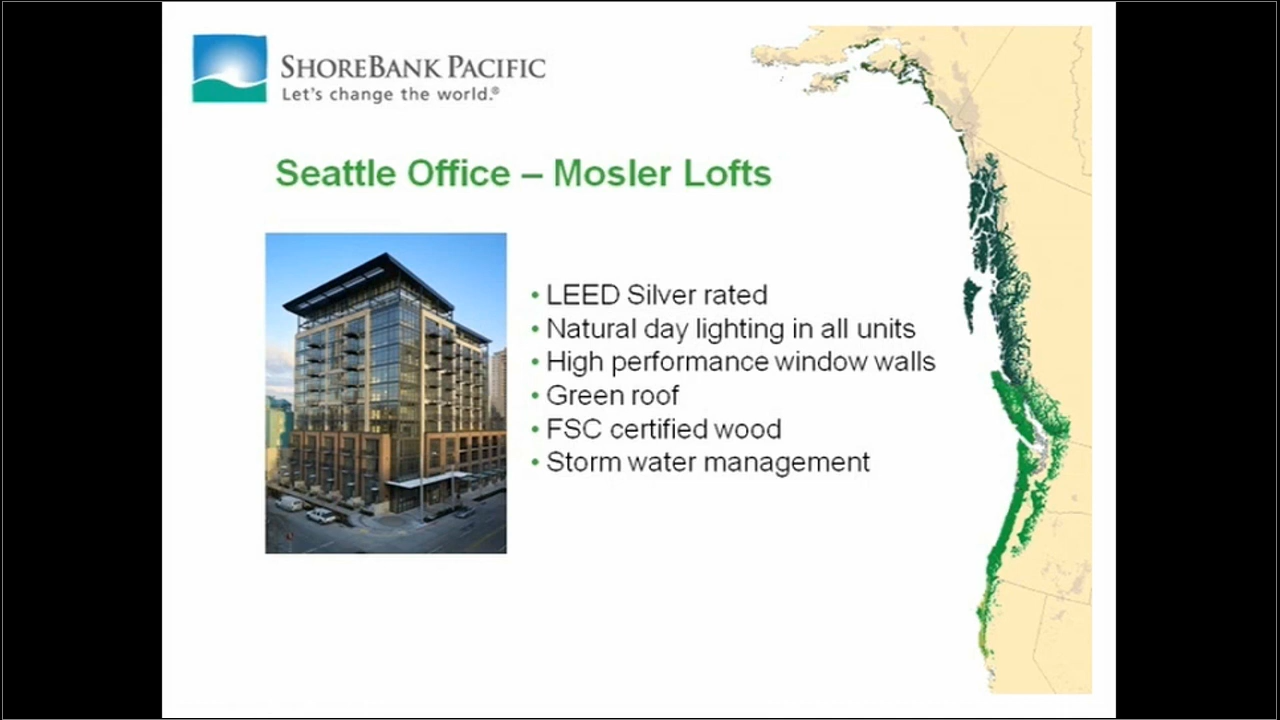 SHOREBANK PACIFIC
Let's change the world.®
Seattle Office – Mosler Lofts
• LEED Silver rated
• Natural day lighting in all units
• High performance window walls
• Green roof
• FSC certified wood
• Storm water management